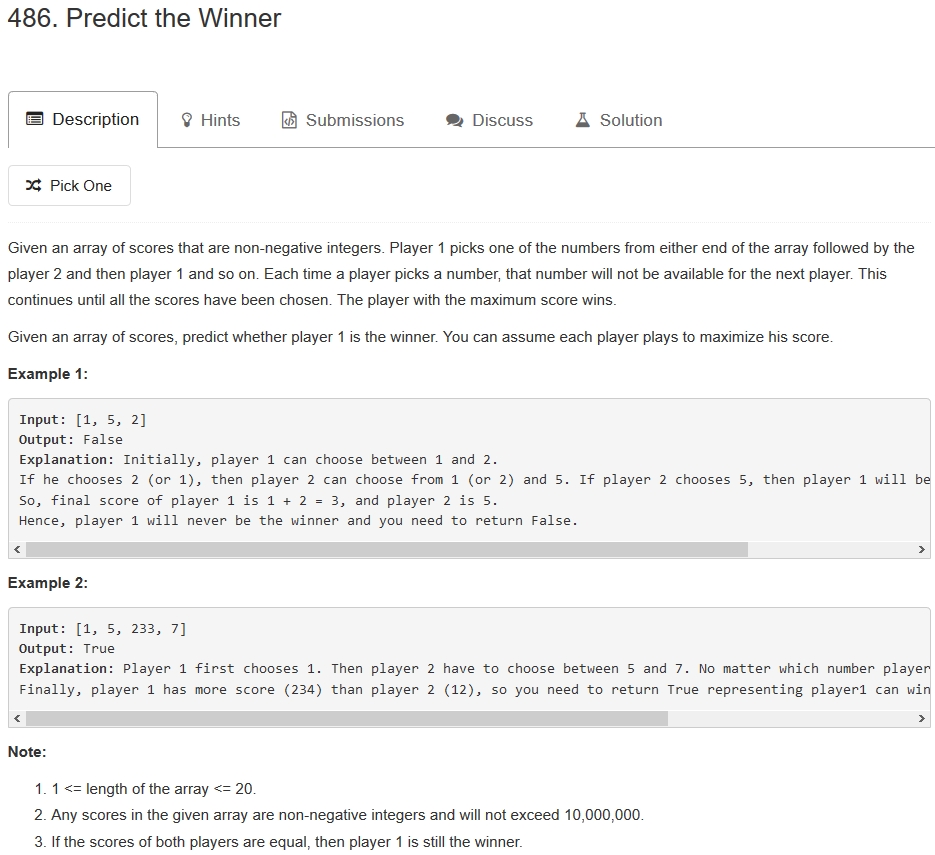 486. Predict the Winner
Description
Hints
Submissions
Discuss
Solution
Pick One
Given an array of scores that are non-negative integers. Player 1 picks one of the numbers from either end of the array followed by the
player 2 and then player 1 and so on. Each time a player picks a number, that number will not be available for the next player. This
continues until all the scores have been chosen. The player with the maximum score wins.
Given an array of scores, predict whether player 1 is the winner. You can assume each player plays to maximize his score.
Example 1:
Input: [1, 5, 2]
Output: False
Explanation: Initially, player 1 can choose between 1 and 2.
If he chooses 2 (or 1), then player 2 can choose from 1 (or 2) and 5. If player 2 chooses 5, then player 1 will be
So, final score of player 1 is 1 + 2 = 3, and player 2 is 5.
Hence, player 1 will never be the winner and you need to return False.
Example 2:
Input: [1, 5, 233, 7]
Output: True
Explanation: Player 1 first chooses 1. Then player 2 have to choose between 5 and 7. No matter which number player
Finally, player 1 has more score (234) than player 2 (12), so you need to return True representing player1 can win
Note:
1. 1 <= length of the array <= 20.
2. Any scores in the given array are non-negative integers and will not exceed 10,000,000.
3. If the scores of both players are equal, then player 1 is still the winner.